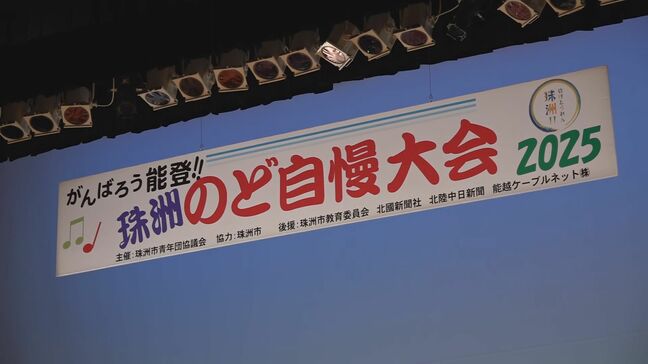 がんばろう能登!!
珠洲のど自慢大会 2025
珠洲!!
主催:珠洲市青年団協議会 協力:珠洲市 後援:珠洲市教育委員会 北國新聞社 北陸中日新聞 能越ケーブルネット㈱